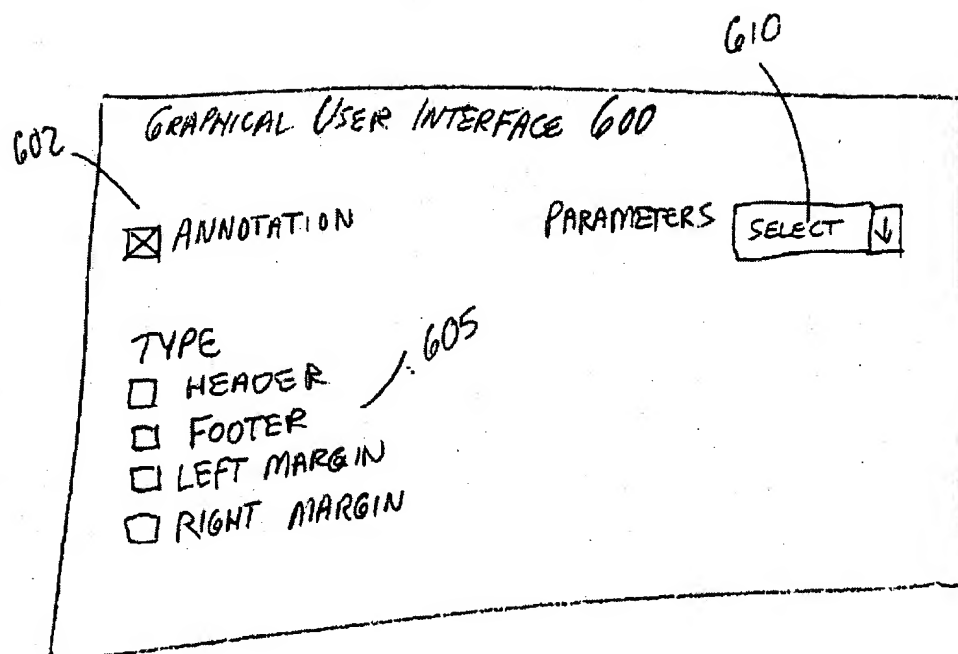 610
GRAPHICAL USER INTERFACE 600
602
ANNOTATION
PARAMETERS
SELECT
TYPE
605
HEADER
FOOTER
LEFT MARGIN
RIGHT MARGIN